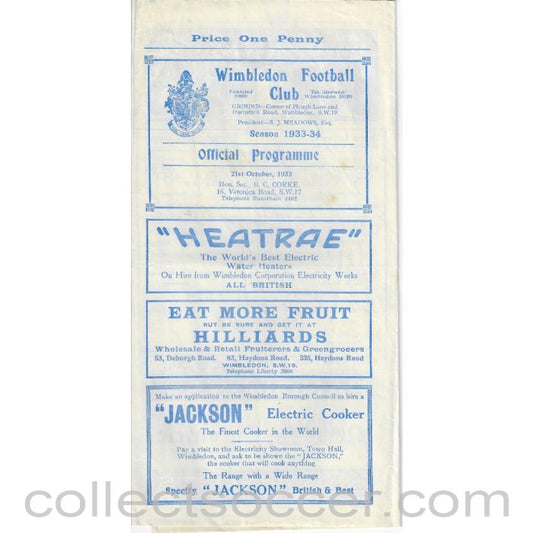 Price One Penny
Wimbledon Football
Club
Founded
1889
Tel. Ground
Wimbledon
GROUND—Corner of Plough Lane and
Haydons Road, Wimbledon, S.W.19
President—S. J. MEADOWS, Esq.
Season 1933-34
Official Programme
21st October, 1933
Hon. Sec., H. C. CORKE,
16, Veronica Road, S.W.17
Telephone Streatham
"HEATRAE"
The World's Best Electric
Water Heaters
On Hire from Wimbledon Corporation Electricity Works
ALL BRITISH
EAT MORE FRUIT
BUT BE SURE AND GET IT AT
HILLIARDS
Wholesale & Retail Fruiterers & Greengrocers
53, Deburgh Road. 83, Haydons Road. 335, Haydons Road
WIMBLEDON, S.W.19.
Telephone Liberty
Make an application to the Wimbledon Borough Council to hire a
"JACKSON" Electric Cooker
The Finest Cooker in the World
Pay a visit to the Electricity Showroom, Town Hall,
Wimbledon, and ask to be shown the "JACKSON,"
the cooker that will cook anything
The Range with a Wide Range
Specify "JACKSON" British & Best
collectsoccer.com